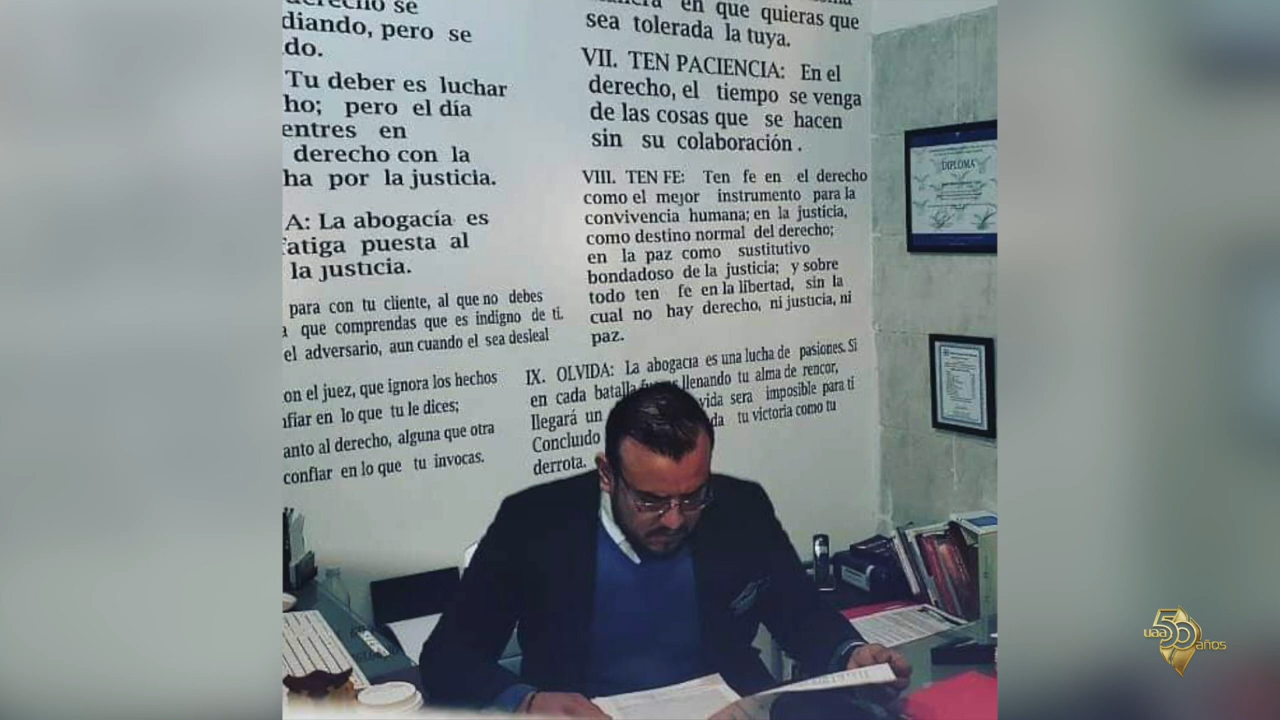 derecho se
diando, pero se
do.
Tu deber es luchar
ho; pero el día
entres en
derecho con la
ha por la justicia.
A: La abogacía es
fatiga puesta al
la justicia.
para con tu cliente, al que no debes
a que comprendas que es indigno de ti.
el adversario, aun cuando el sea desleal
on el juez, que ignora los hechos
nfiar en lo que tu le dices;
anto al derecho, alguna que otra
confiar en lo que tu invocas.
en que quieras que
sea tolerada la tuya.
VII. TEN PACIENCIA: En el
derecho, el tiempo se venga
de las cosas que se hacen
sin su colaboración.
VIII. TEN FE: Ten fe en el derecho
como el mejor instrumento para la
convivencia humana; en la justicia,
como destino normal del derecho;
en la paz como sustitutivo
bondadoso de la justicia; y sobre
todo ten fe en la libertad, sin la
cual no hay derecho, ni justicia, ni
paz.
IX. OLVIDA: La abogacia es una lucha de pasiones. Si
en cada batalla llenando tu alma de rencor,
llegará un vida sera imposible para ti
Concluido da tu victoria como tu
derrota.
DIPLOMA
uaa 50 años